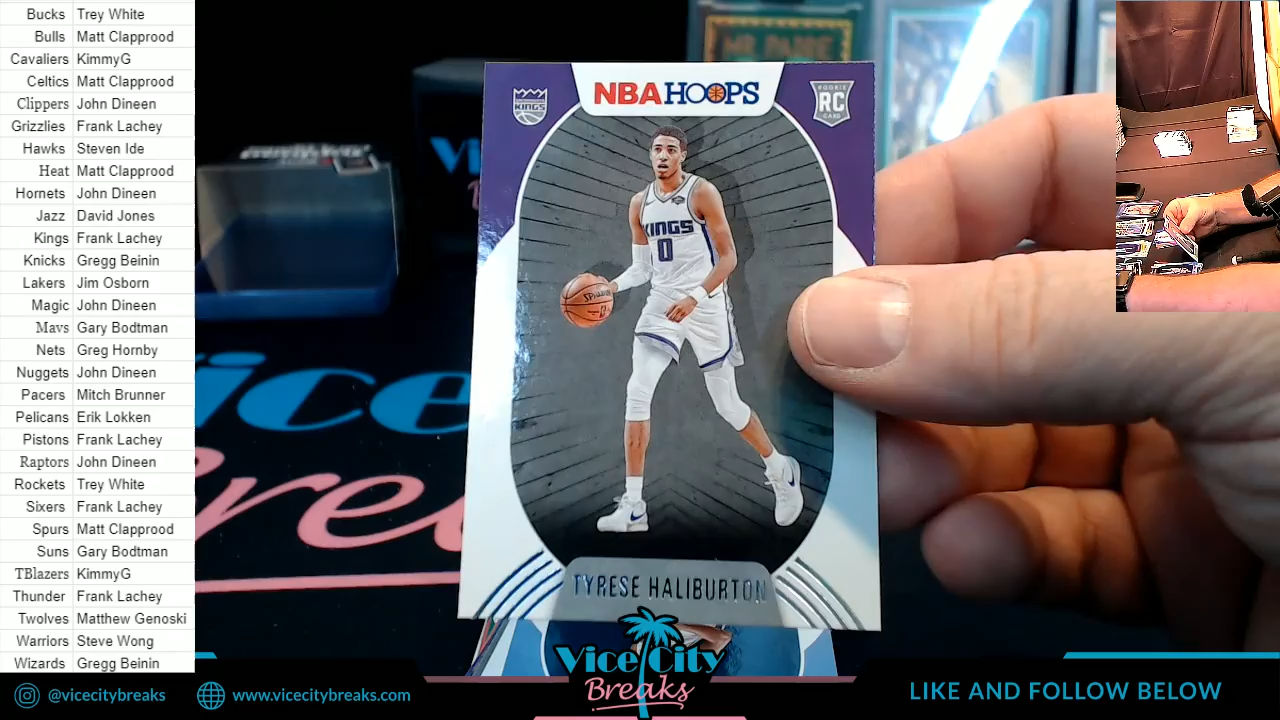 Bucks Trey White
Bulls Matt Clapprood
Cavaliers KimmyG
Celtics Matt Clapprood
Clippers John Dineen
Grizzlies Frank Lachey
Hawks Steven Ide
Heat Matt Clapprood
Hornets John Dineen
Jazz David Jones
Kings Frank Lachey
Knicks Gregg Beinin
Lakers Jim Osborn
Magic John Dineen
Mavs Gary Bodtman
Nets Greg Hornby
Nuggets John Dineen
Pacers Mitch Brunner
Pelicans Erik Lokken
Pistons Frank Lachey
Raptors John Dineen
Rockets Trey White
Sixers Frank Lachey
Spurs Matt Clapprood
Suns Gary Bodtman
TBlazers KimmyG
Thunder Frank Lachey
Twolves Matthew Genoski
Warriors Steve Wong
Wizards Gregg Beinin
NBA HOOPS
KINGS
ROOKIE
RC
CARD
KINGS
0
SPALDING
TYRESE HALIBURTON
Vice City
Breaks
@vicecitybreaks
www.vicecitybreaks.com
LIKE AND FOLLOW BELOW